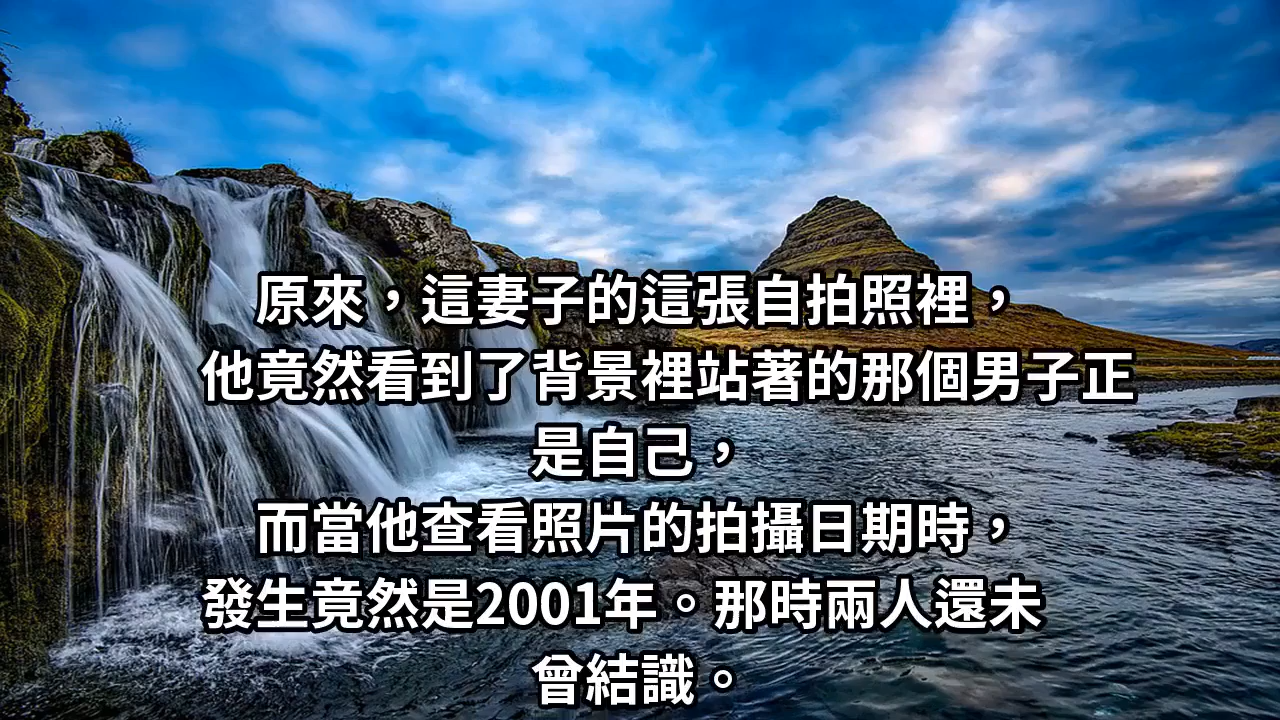 原來，這妻子的這張自拍照裡，
他竟然看到了背景裡站著的那個男子正
是自己，
而當他查看照片的拍攝日期時，
發生竟然是2001年。那時兩人還未
曾結識。